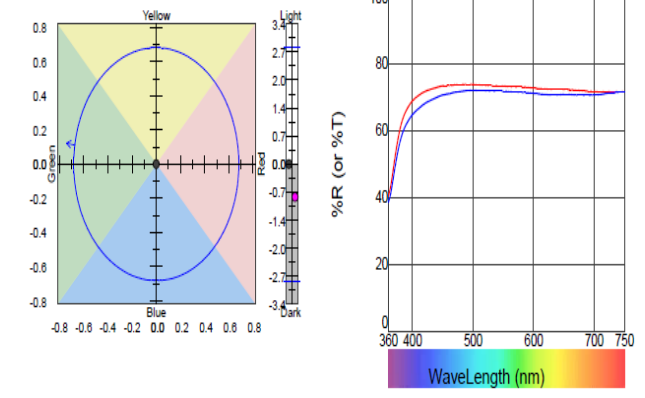 Yellow
Light
0.8
0.6
0.4
0.2
0.0
-0.2
-0.4
-0.6
-0.8
Green
Red
Blue
Dark
-0.8 -0.6 -0.4 -0.2 0.0 0.2 0.4 0.6 0.8
3.4
2.7
2.0
1.4
0.7
0.0
-0.7
-1.4
-2.0
-2.7
-3.4
%R (or %T)
100
80
60
40
20
0
360 400 500 600 700 750
WaveLength (nm)